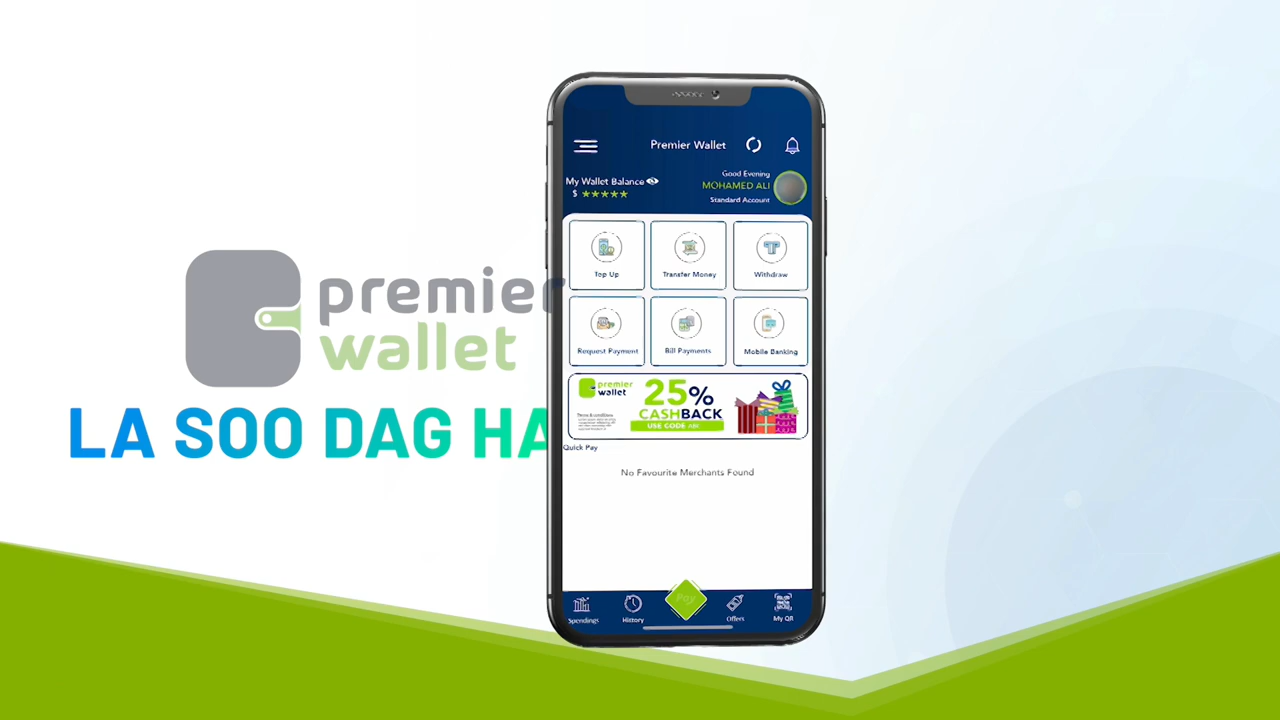 premier
wallet
LA SOO DAG HA
Premier Wallet
Good Evening
My Wallet Balance
MOHAMED ALI
$ ★★★★★
Standard Account
Top Up
Transfer Money
Withdraw
Request Payment
Bill Payments
Mobile Banking
premier
wallet
25%
CASHBACK
USE CODE
Terms & conditions
Quick Pay
No Favourite Merchants Found
Pay
Spendings
History
Offers
My QR